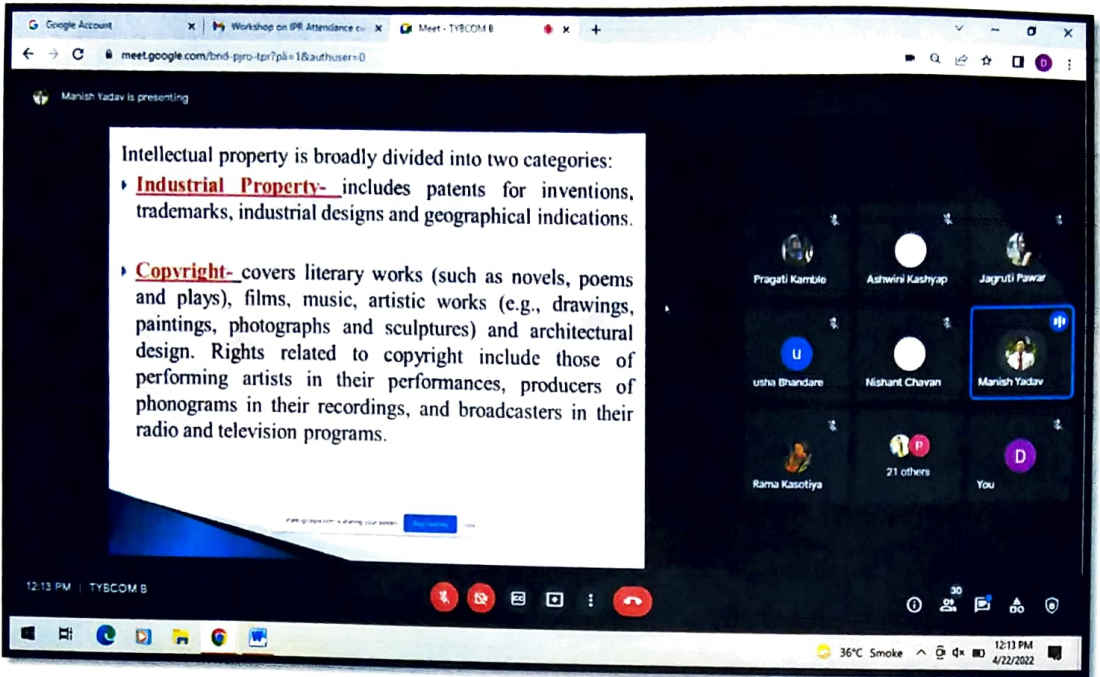 Google Account
Workshop on IPR Attendance
Meet - TYBCOM B
meet.google.com/bnd-pjro-tpr?pli=1&authuser=0
D
Manish Yadav is presenting
Intellectual property is broadly divided into two categories:
Industrial Property- includes patents for inventions,
trademarks, industrial designs and geographical indications.
Copyright- covers literary works (such as novels, poems
and plays), films, music, artistic works (e.g., drawings,
paintings, photographs and sculptures) and architectural
design. Rights related to copyright include those of
performing artists in their performances, producers of
phonograms in their recordings, and broadcasters in their
radio and television programs.
Pragati Kamble
Ashwini Kashyap
Jagruti Pawar
U
usha Bhandare
Nishant Chavan
Manish Yadav
Rama Kasotiya
P
21 others
D
You
12:13 PM | TYBCOM B
30
36°C Smoke
12:13 PM
4/22/2022